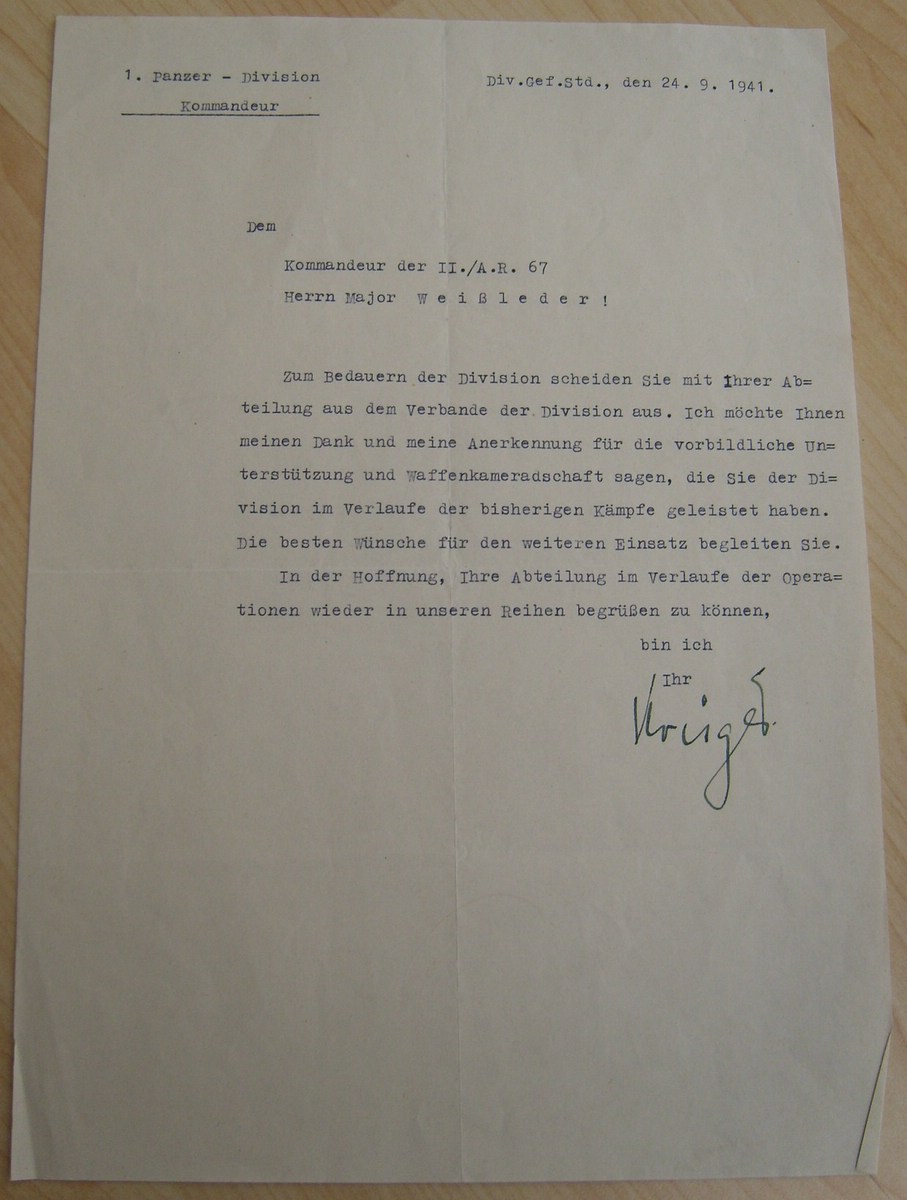 1. Panzer - Division
Kommandeur
Div.Gef.Std., den 24. 9. 1941.
Dem
Kommandeur der II./A.R. 67
Herrn Major W e i ß l e d e r !
Zum Bedauern der Division scheiden Sie mit Ihrer Ab=
teilung aus dem Verbande der Division aus. Ich möchte Ihnen
meinen Dank und meine Anerkennung für die vorbildliche Un=
terstützung und Waffenkameradschaft sagen, die Sie der Di=
vision im Verlaufe der bisherigen Kämpfe geleistet haben.
Die besten Wünsche für den weiteren Einsatz begleiten Sie.
In der Hoffnung, Ihre Abteilung im Verlaufe der Opera=
tionen wieder in unseren Reihen begrüßen zu können,
bin ich
Ihr
Krüger